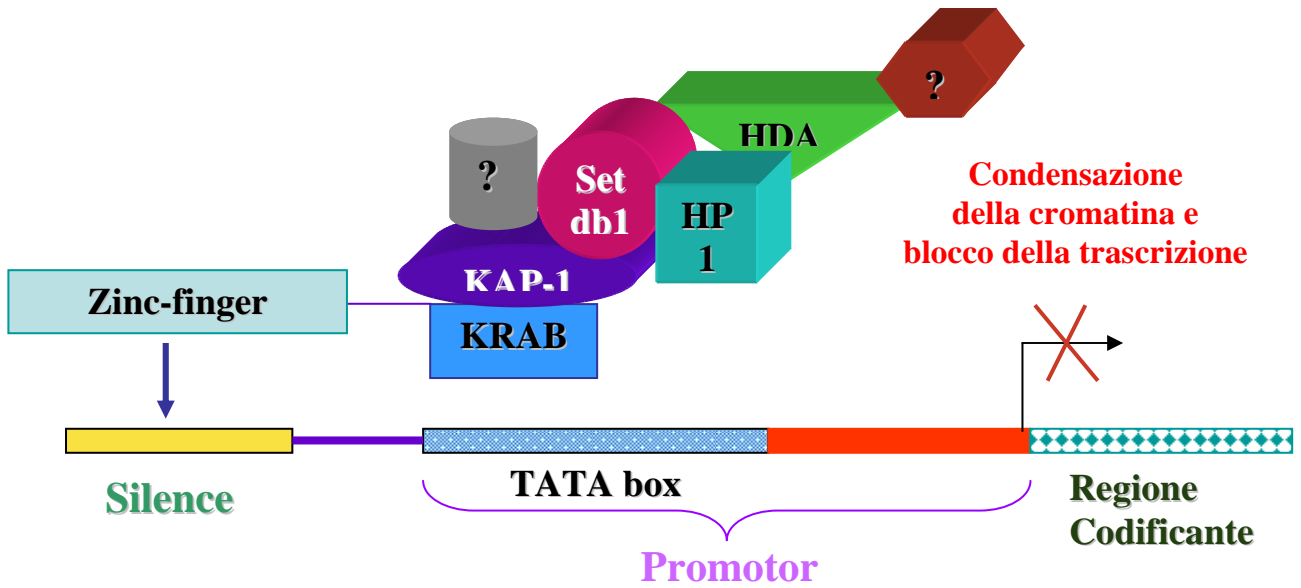 ?
?
HDA
Set
db1
HP
1
KAP-1
Zinc-finger
KRAB
Condensazione
della cromatina e
blocco della trascrizione
Silence
TATA box
Promotor
Regione
Codificante